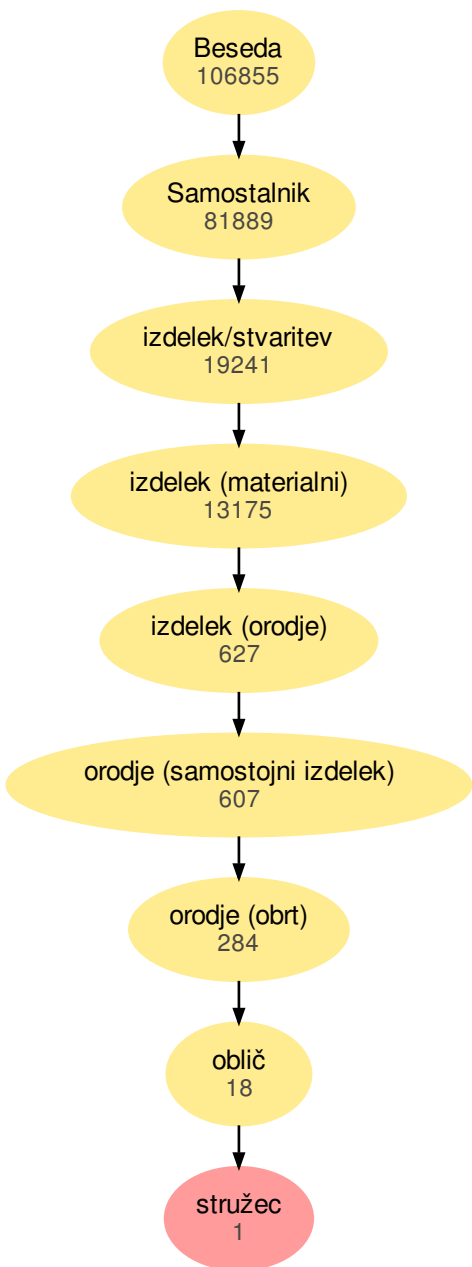 Beseda
106855
Samostalnik
81889
izdelek/stvaritev
19241
izdelek (materialni)
13175
izdelek (orodje)
627
orodje (samostojni izdelek)
607
orodje (obrt)
284
oblič
18
stružec
1